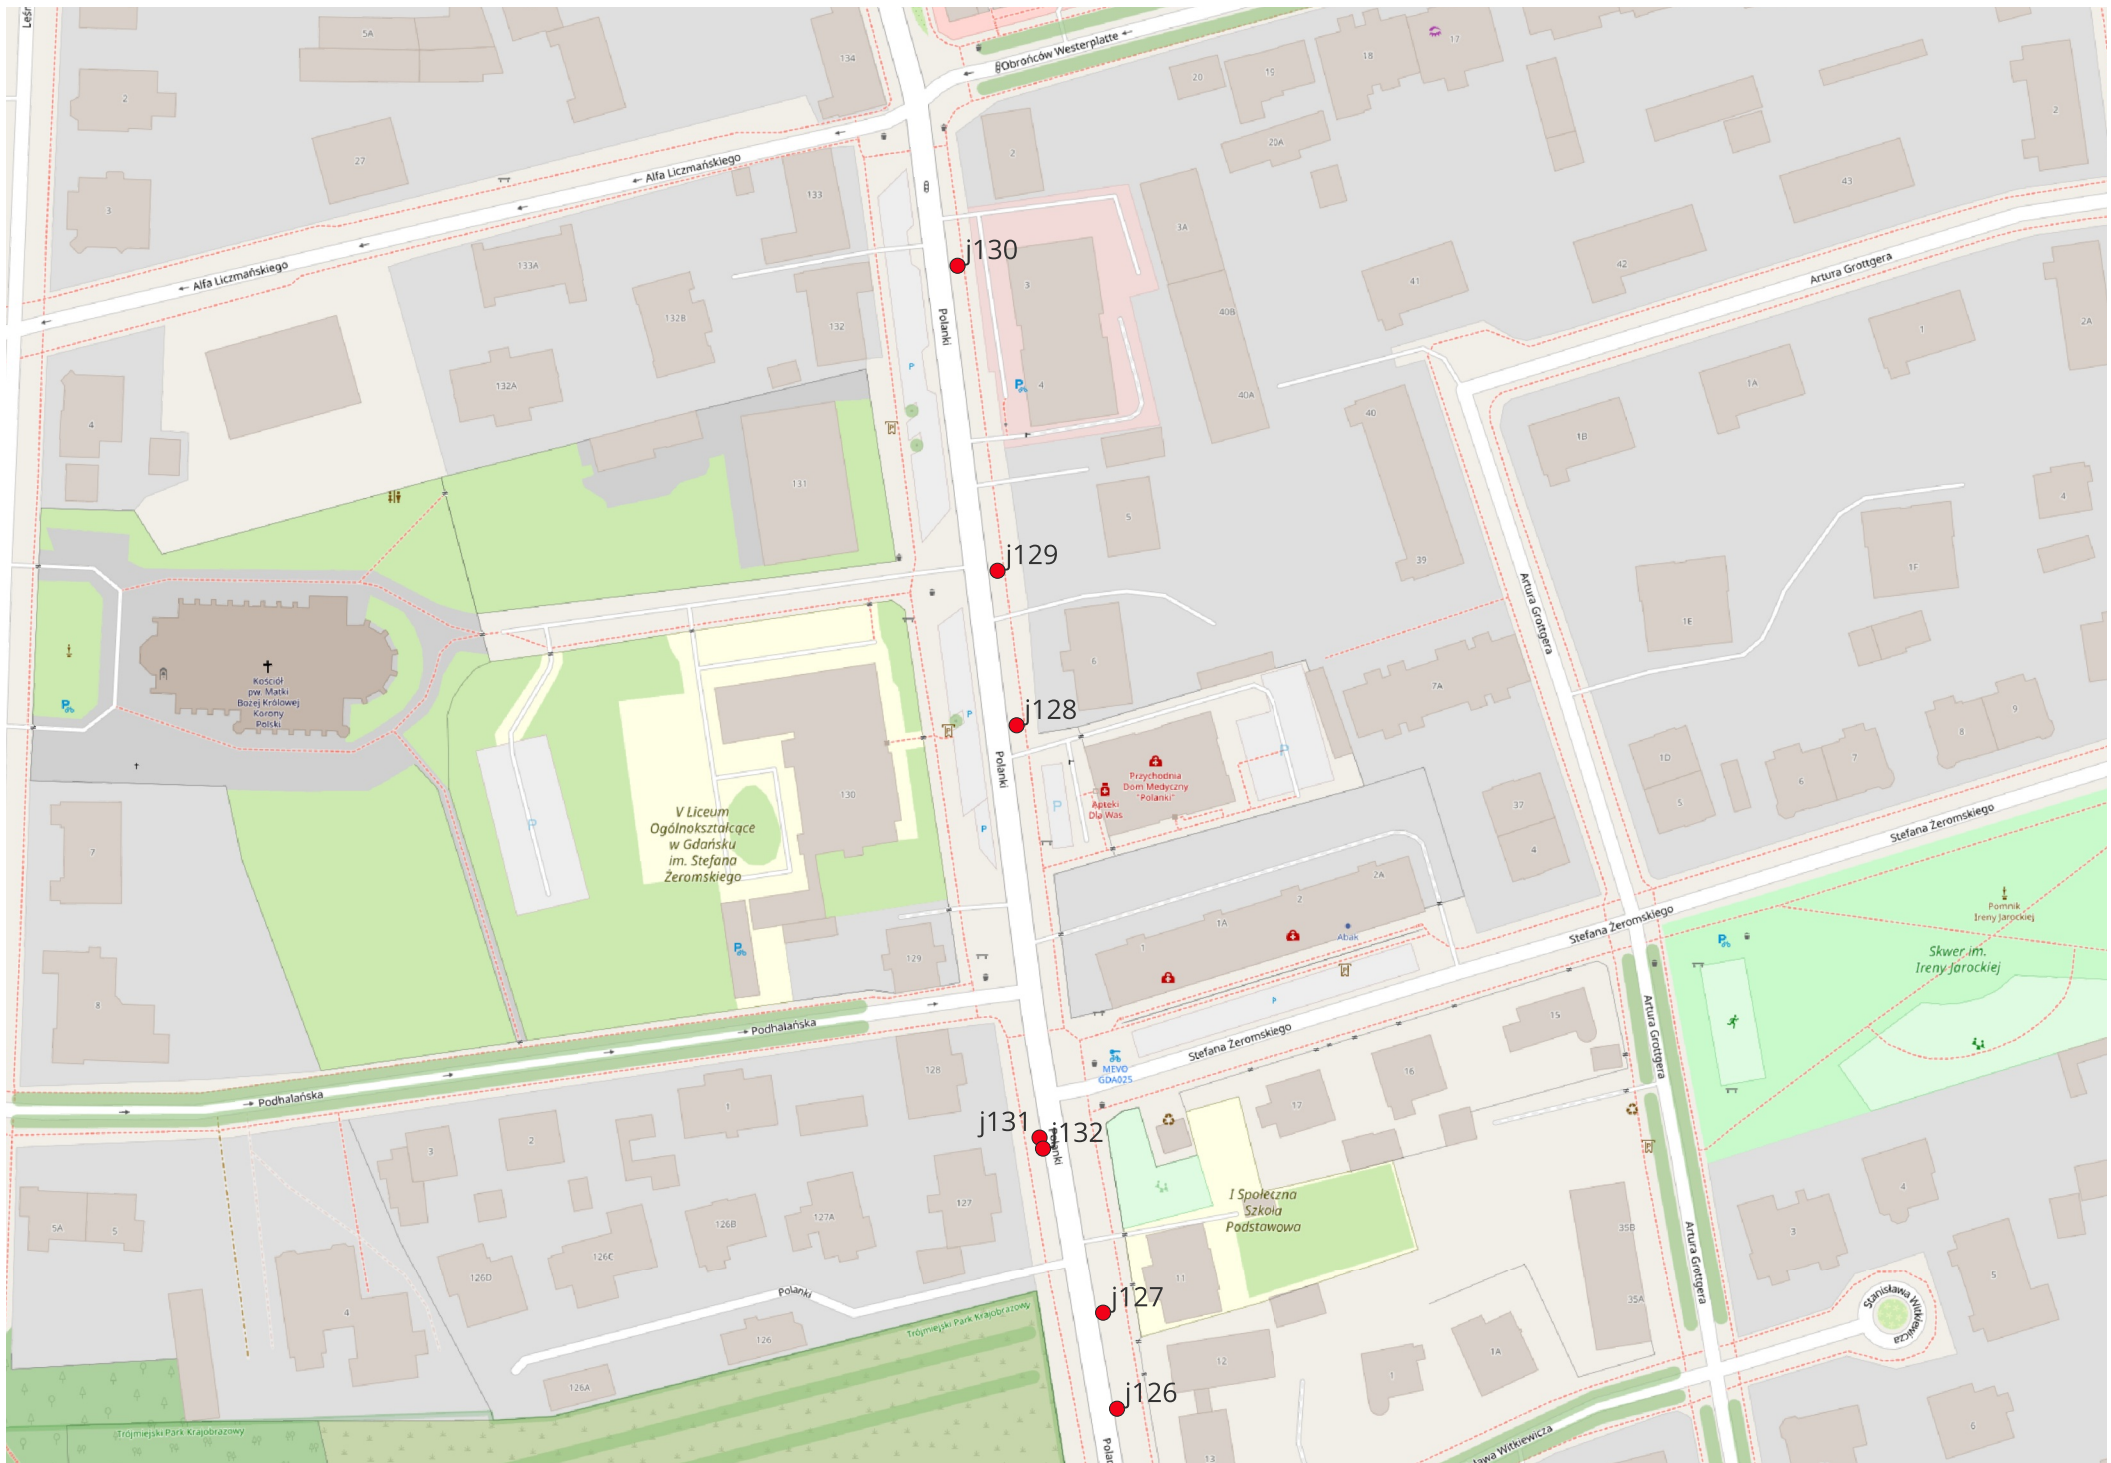 Leśn
5A
134
← Obrońców Westerplatte ←
20
19
18
17
2
2
27
20A
2
← Alfa Liczmańskiego
133
3
3A
43
← Alfa Liczmańskiego
133A
132B
132
j130
Polanki
3
40B
41
42
Artura Grottgera
1
2A
4
132A
P
4
40A
40
1A
1B
131
5
39
4
1F
j129
Artura Grottgera
1E
Kościół
pw. Matki
Bożej Królowej
Korony
Polski
6
7A
j128
P
Polanki
P
Przychodnia
Dom Medyczny
"Polanki"
Apteki
Dla Was
P
P
P
130
V Liceum
Ogólnokształcące
w Gdańsku
im. Stefana
Żeromskiego
1D
5
6
7
8
9
37
4
Stefana Żeromskiego
7
2A
2
1A
1
Abak
Stefana Żeromskiego
Pomnik
Ireny Jarockiej
Skwer im.
Ireny Jarockiej
129
8
P
→ Podhalańska
Stefana Żeromskiego
15
Artura Grottgera
MEVO
GDA025
128
16
→ Podhalańska
1
17
j131
j132
Polanki
2
3
127
I Społeczna
Szkoła
Podstawowa
5A
5
126B
127A
126C
126D
4
11
35B
35A
Artura Grottgera
3
4
5
Stanisława Witkiewicza
Polanki
j127
Trójmiejski Park Krajobrazowy
126
126A
12
1
1A
j126
Trójmiejski Park Krajobrazowy
Polan
13
ława Witkiewicza
6